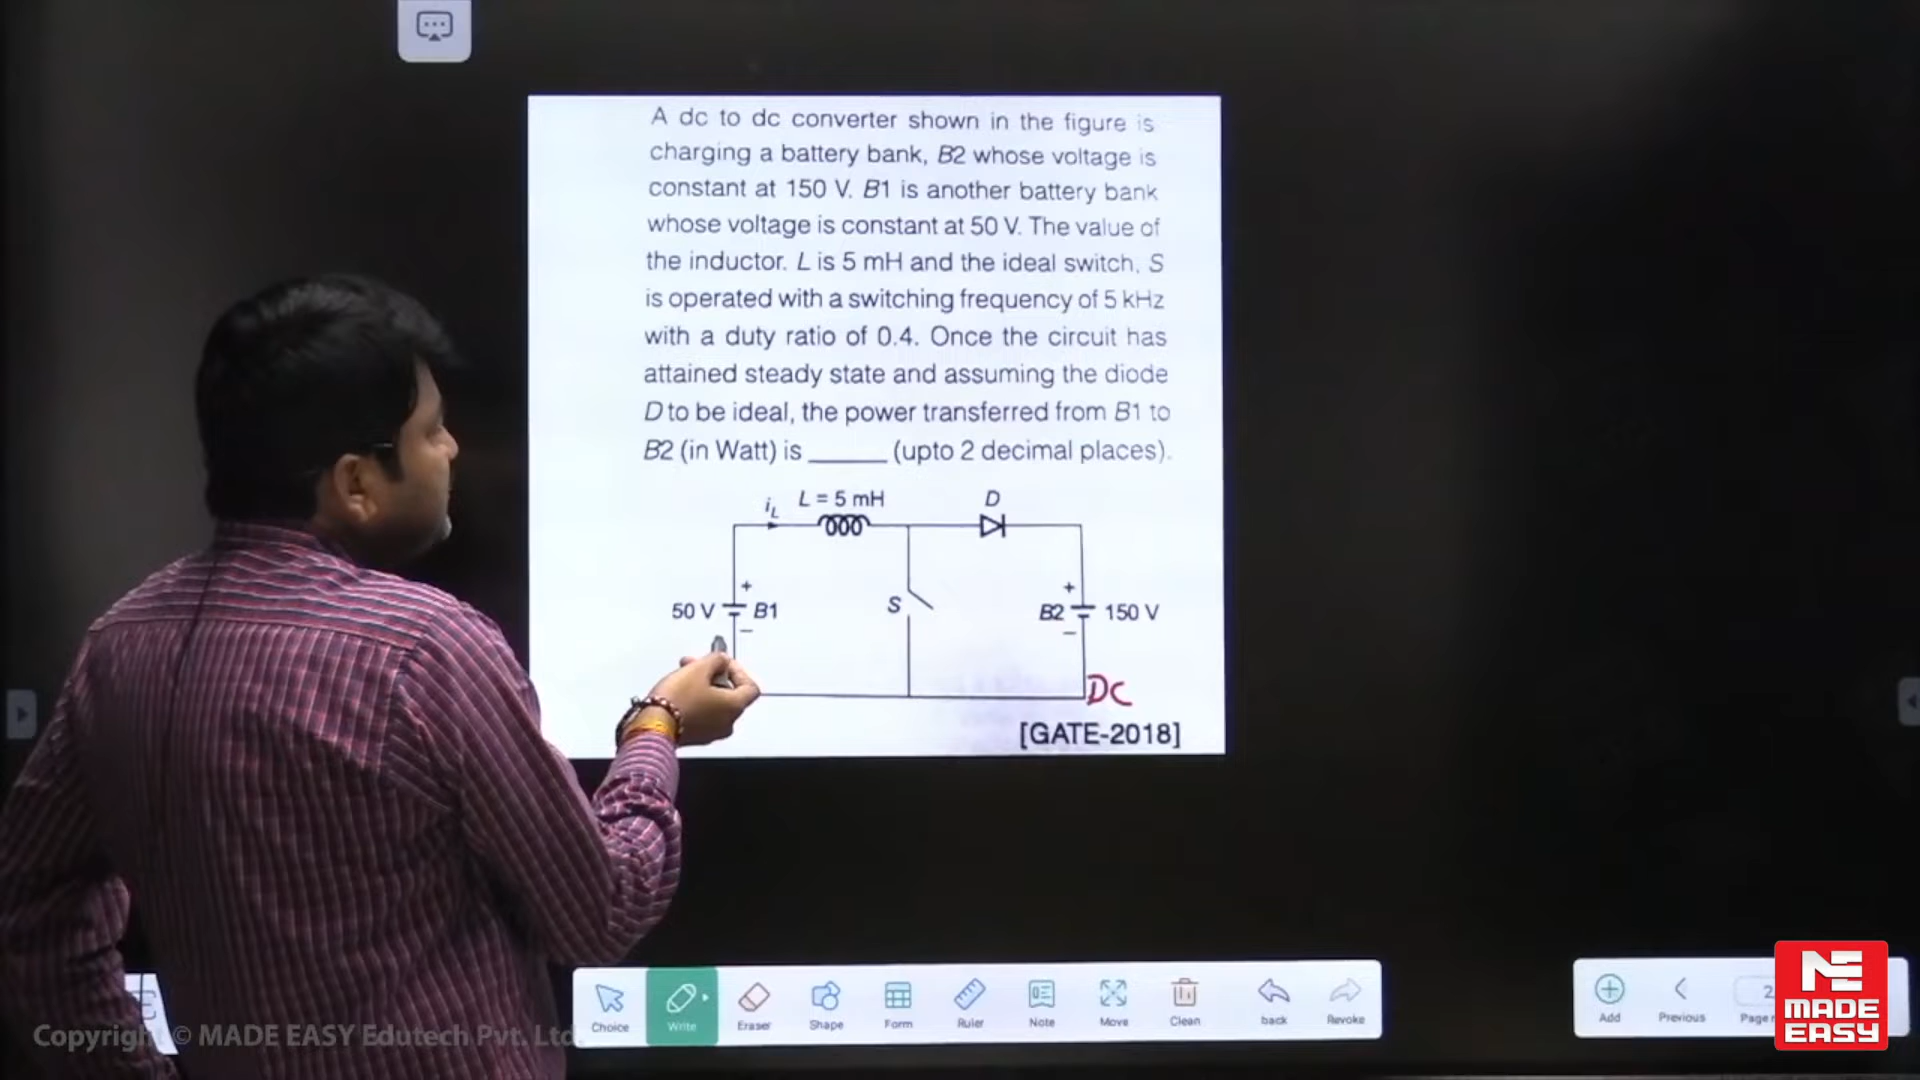 A dc to dc converter shown in the figure is
charging a battery bank, B2 whose voltage is
constant at 150 V. B1 is another battery bank
whose voltage is constant at 50 V. The value of
the inductor. L is 5 mH and the ideal switch, S
is operated with a switching frequency of 5 kHz
with a duty ratio of 0.4. Once the circuit has
attained steady state and assuming the diode
D to be ideal, the power transferred from B1 to
B2 (in Watt) is ______ (upto 2 decimal places).
iL L = 5 mH D
+ +
50 V B1 S B2 150 V
– –
DC
[GATE-2018]
Choice Write Eraser Shape Form Ruler Note Move Clean back Revoke
Add Previous Page
2
MADE
EASY
Copyright © MADE EASY Edutech Pvt. Ltd.